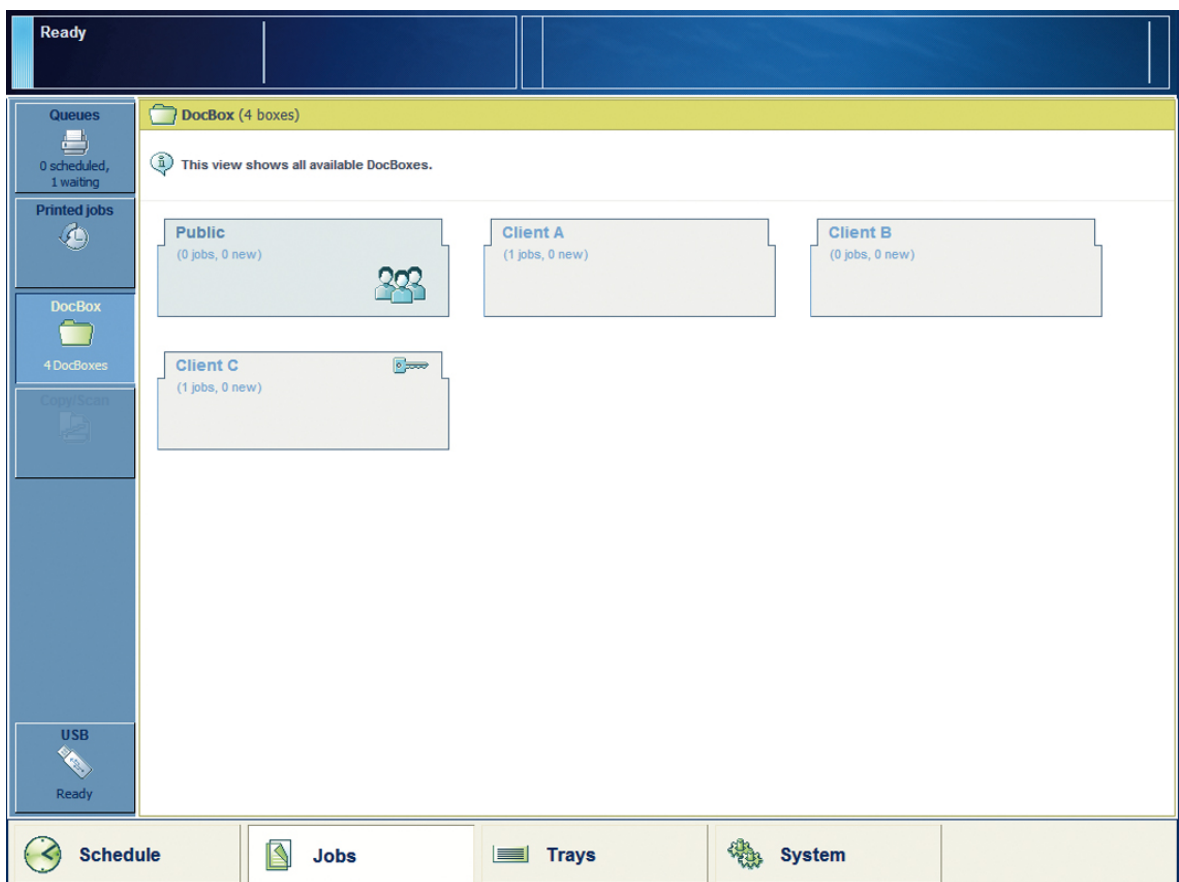 Ready
Queues
0 scheduled,
1 waiting
Printed jobs
DocBox
4 DocBoxes
Copy/Scan
USB
Ready
DocBox (4 boxes)
This view shows all available DocBoxes.
Public
(0 jobs, 0 new)
Client A
(1 jobs, 0 new)
Client B
(0 jobs, 0 new)
Client C
(1 jobs, 0 new)
Schedule
Jobs
Trays
System